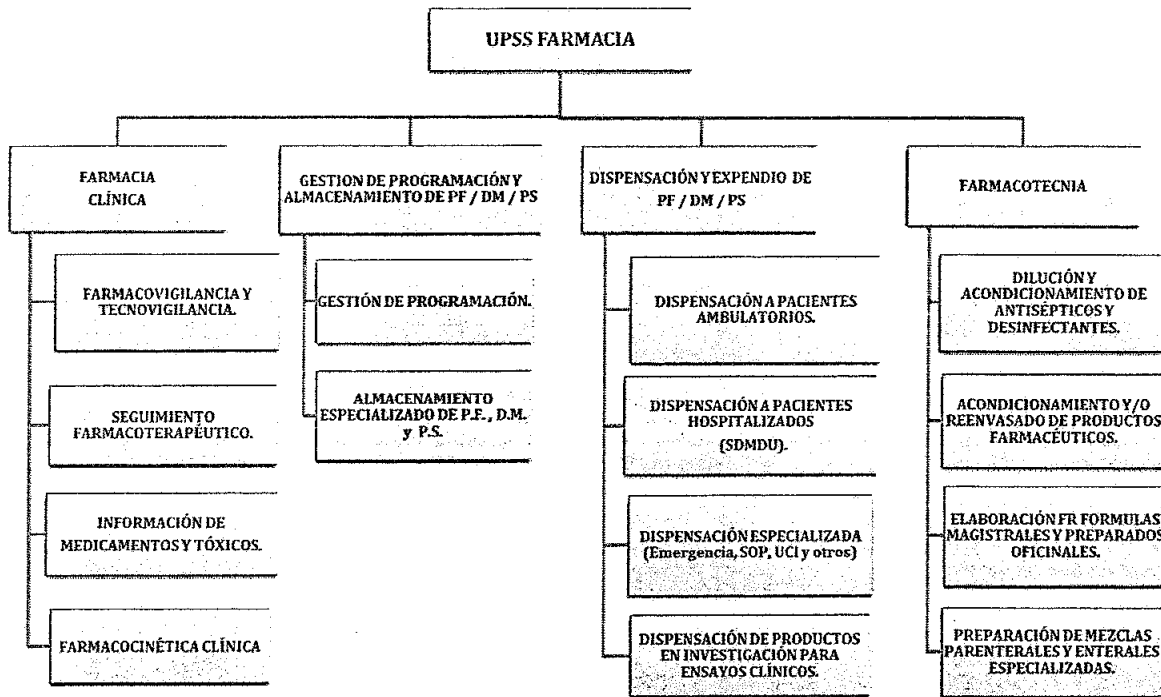 UPSS FARMACIA
FARMACIA
CLÍNICA
FARMACOVIGILANCIA Y
TECNOVIGILANCIA.
SEGUIMIENTO
FARMACOTERAPÉUTICO.
INFORMACIÓN DE
MEDICAMENTOS Y TÓXICOS.
FARMACOCINÉTICA CLÍNICA
GESTION DE PROGRAMACIÓN Y
ALMACENAMIENTO DE PF / DM / PS
GESTIÓN DE PROGRAMACIÓN.
ALMACENAMIENTO
ESPECIALIZADO DE P.F., D.M.
y P.S.
DISPENSACIÓN Y EXPENDIO DE
PF / DM / PS
DISPENSACIÓN A PACIENTES
AMBULATORIOS.
DISPENSACIÓN A PACIENTES
HOSPITALIZADOS
(SDMDU).
DISPENSACIÓN ESPECIALIZADA
(Emergencia, SOP, UCI y otros)
DISPENSACIÓN DE PRODUCTOS
EN INVESTIGACIÓN PARA
ENSAYOS CLÍNICOS.
FARMACOTECNIA
DILUCIÓN Y
ACONDICIONAMIENTO DE
ANTISÉPTICOS Y
DESINFECTANTES.
ACONDICIONAMIENTO Y/O
REENVASADO DE PRODUCTOS
FARMACÉUTICOS.
ELABORACIÓN FR FORMULAS
MAGISTRALES Y PREPARADOS
OFICINALES.
PREPARACIÓN DE MEZCLAS
PARENTERALES Y ENTERALES
ESPECIALIZADAS.